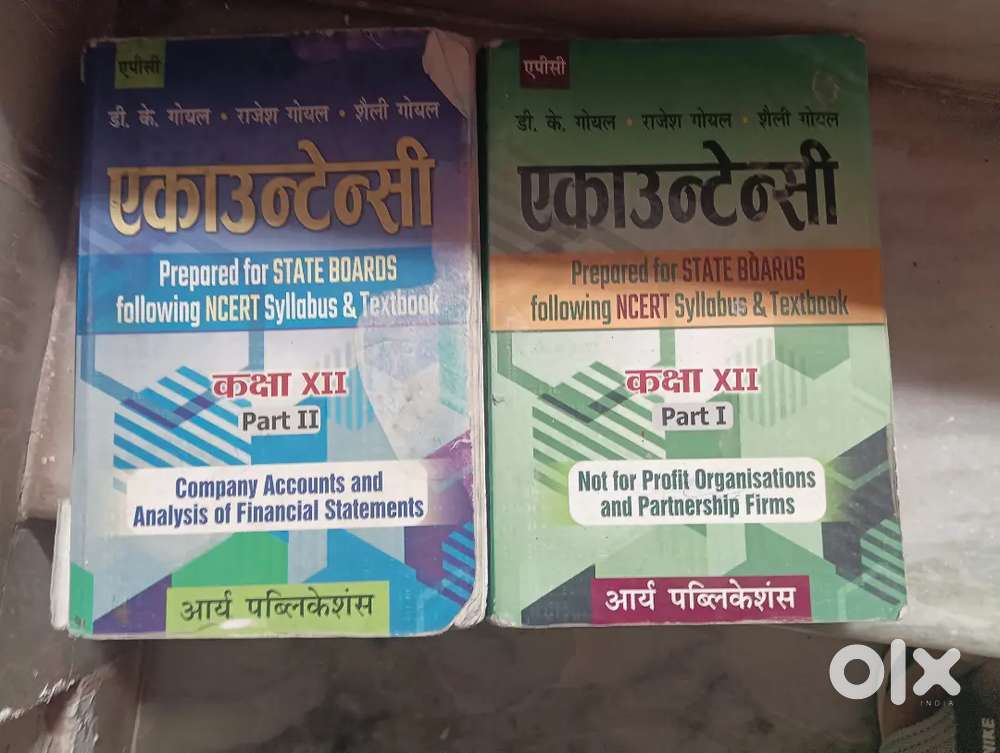 एपीसी
डी. के. गोयल • राजेश गोयल • शैली गोयल
एकाउन्टेन्सी
Prepared for STATE BOARDS
following NCERT Syllabus & Textbook
कक्षा XII
Part II
Company Accounts and
Analysis of Financial Statements
आर्य पब्लिकेशंस
एपीसी
डी. के. गोयल • राजेश गोयल • शैली गोयल
एकाउन्टेन्सी
Prepared for STATE BOARDS
following NCERT Syllabus & Textbook
कक्षा XII
Part I
Not for Profit Organisations
and Partnership Firms
आर्य पब्लिकेशंस
olx
INDIA